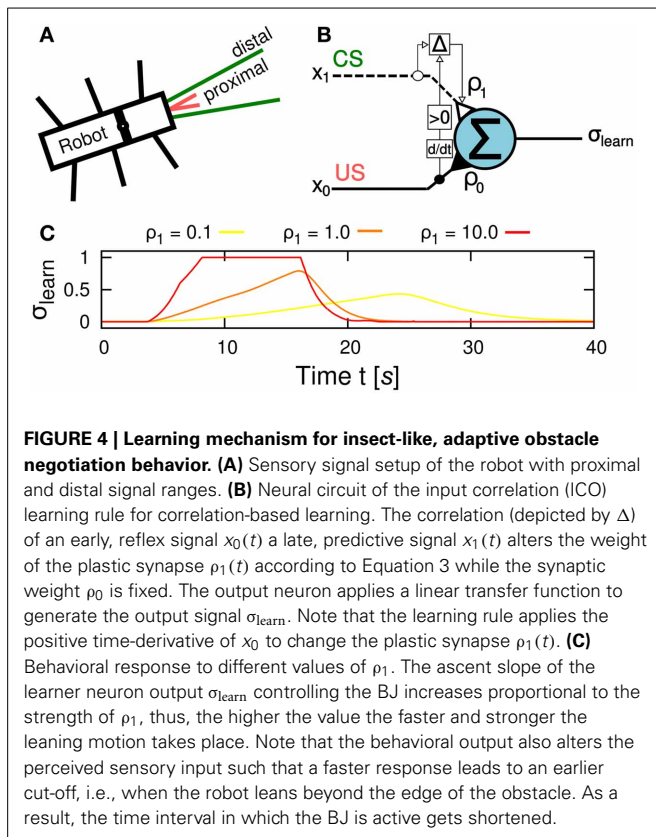 A
distal
proximal
Robot
B
CS
x₁
Δ
ρ₁
>0
d/dt
Σ
σlearn
US
x₀
ρ₀
C
ρ₁ = 0.1 ρ₁ = 1.0 ρ₁ = 10.0
σlearn
1
0.5
0
0 10 20 30 40
Time t [s]
FIGURE 4 | Learning mechanism for insect-like, adaptive obstacle
negotiation behavior. (A) Sensory signal setup of the robot with proximal
and distal signal ranges. (B) Neural circuit of the input correlation (ICO)
learning rule for correlation-based learning. The correlation (depicted by Δ)
of an early, reflex signal x₀(t) a late, predictive signal x₁(t) alters the weight
of the plastic synapse ρ₁(t) according to Equation 3 while the synaptic
weight ρ₀ is fixed. The output neuron applies a linear transfer function to
generate the output signal σlearn. Note that the learning rule applies the
positive time-derivative of x₀ to change the plastic synapse ρ₁(t). (C)
Behavioral response to different values of ρ₁. The ascent slope of the
learner neuron output σlearn controlling the BJ increases proportional to the
strength of ρ₁, thus, the higher the value the faster and stronger the
leaning motion takes place. Note that the behavioral output also alters the
perceived sensory input such that a faster response leads to an earlier
cut-off, i.e., when the robot leans beyond the edge of the obstacle. As a
result, the time interval in which the BJ is active gets shortened.